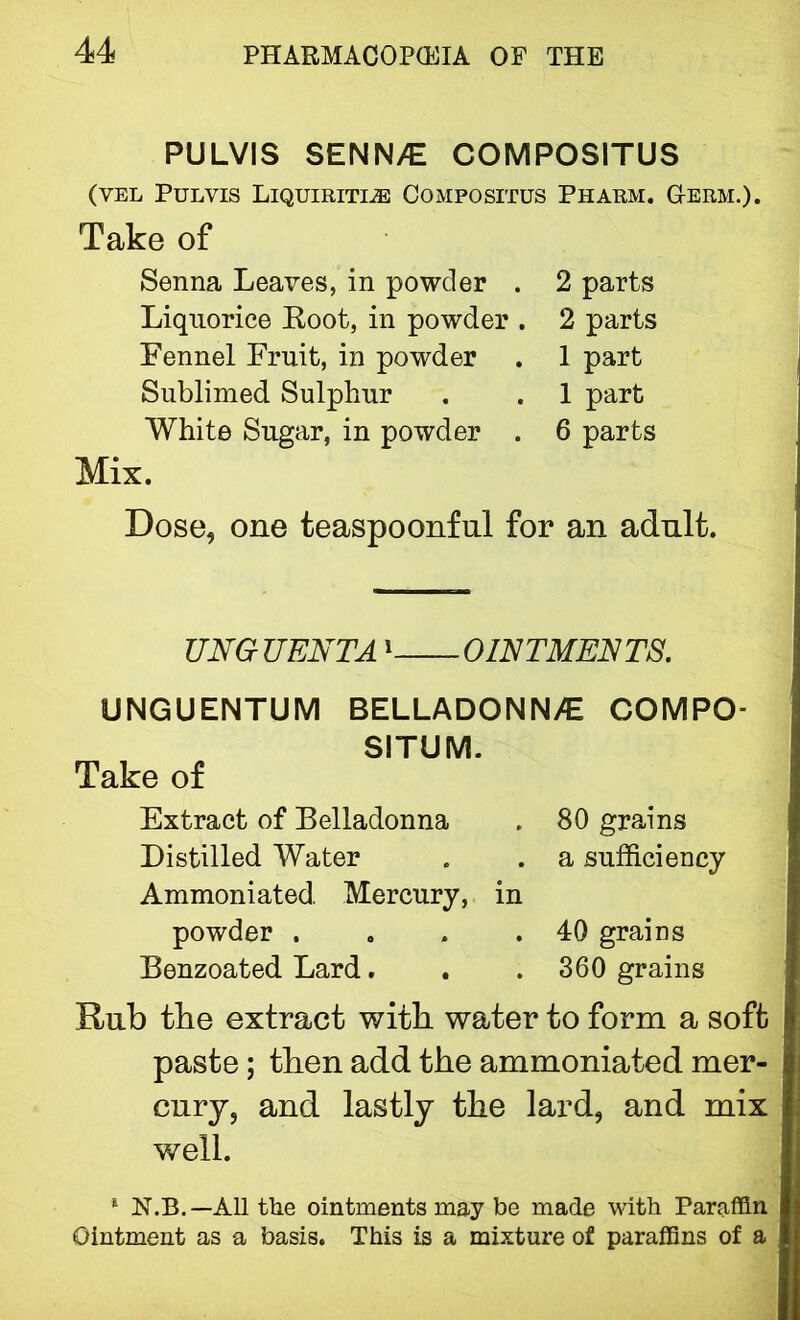 44 PHARMACOPŒIA OF THE
PULVIS SENNÆ COMPOSITUS
(VEL PULVIS LIQUIRITIÆ COMPOSITUS PHARM. GERM.).
Take of
Senna Leaves, in powder . 2 parts
Liquorice Root, in powder . 2 parts
Fennel Fruit, in powder . 1 part
Sublimed Sulphur . . 1 part
White Sugar, in powder . 6 parts
Mix.
Dose, one teaspoonful for an adult.
UNGUENTA¹——OINTMENTS.
UNGUENTUM BELLADONNÆ COMPO-
SITUM.
Take of
Extract of Belladonna . 80 grains
Distilled Water . . a sufficiency
Ammoniated Mercury, in
powder . . . . 40 grains
Benzoated Lard. . . 360 grains
Rub the extract with water to form a soft
paste; then add the ammoniated mer-
cury, and lastly the lard, and mix
well.
¹ N.B.—All the ointments may be made with Paraffin
Ointment as a basis. This is a mixture of paraffins of a